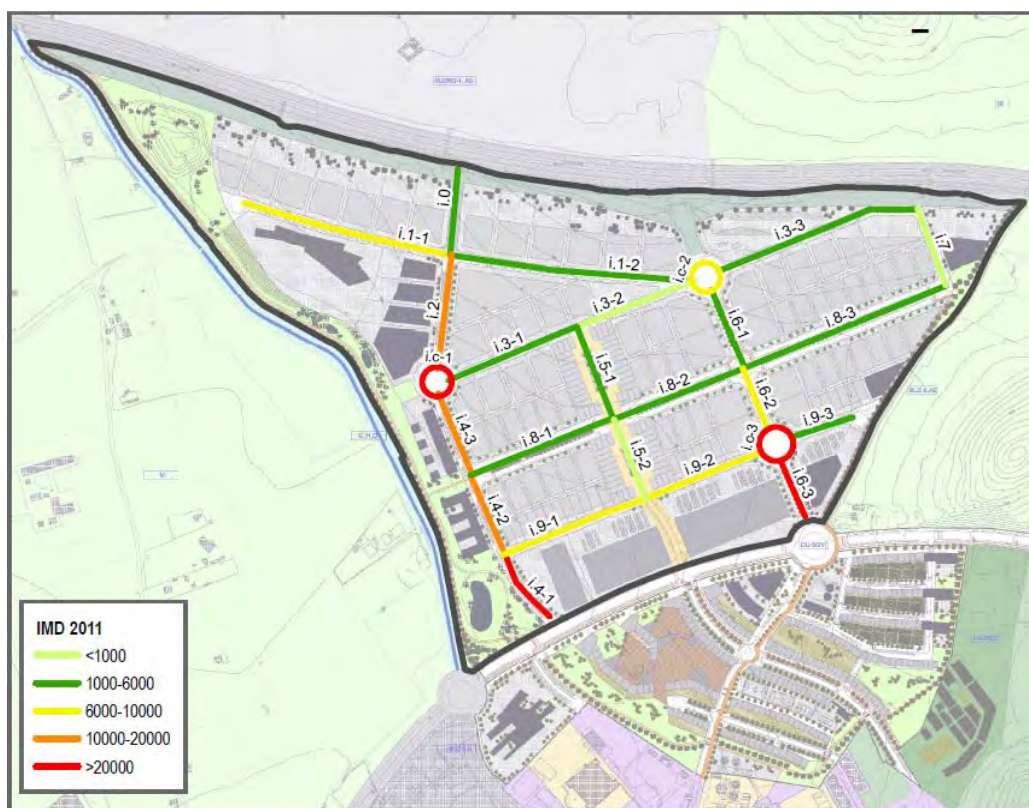 i.0
i.1-1
i.1-2
i.c-2
i.3-3
i.7
i.2
i.3-2
i.6-1
i.8-3
i.3-1
i.c-1
i.5-1
i.8-2
i.6-2
i.9-3
i.4-3
i.8-1
i.c-3
i.5-2
i.9-2
i.6-3
i.4-2
i.9-1
i.4-1
IMD 2011
<1000
1000-6000
6000-10000
10000-20000
>20000